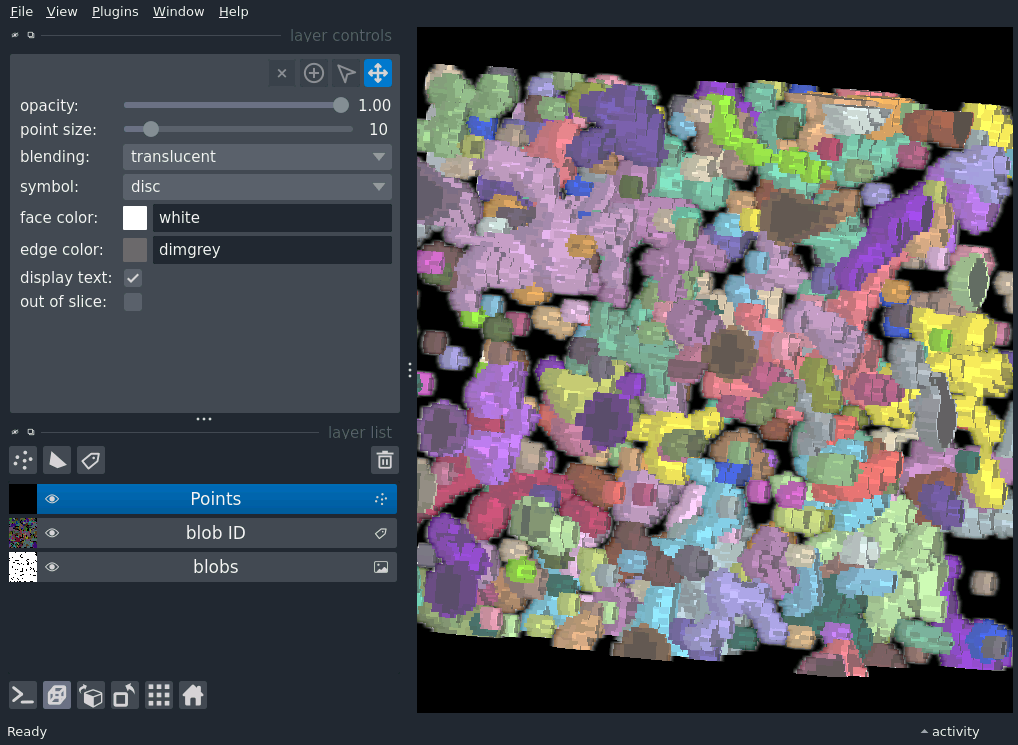 File View Plugins Window Help
layer controls
opacity: 1.00
point size: 10
blending: translucent
symbol: disc
face color: white
edge color: dimgrey
display text:
out of slice:
layer list
Points
blob ID
blobs
Ready activity